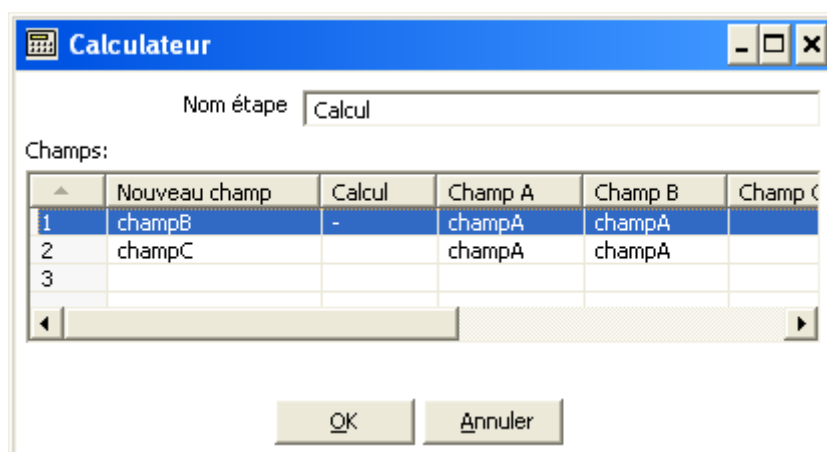 Calculateur
Nom étape Calcul
Champs:
Nouveau champ Calcul Champ A Champ B Champ
1 champB - champA champA
2 champC champA champA
3
OK Annuler